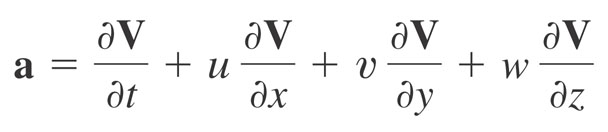 𝐚 = ∂𝐕/∂t + u ∂𝐕/∂x + v ∂𝐕/∂y + w ∂𝐕/∂z